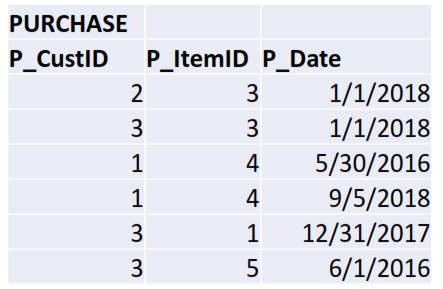 PURCHASE
P_CustID P_ItemID P_Date
2 3 1/1/2018
3 3 1/1/2018
1 4 5/30/2016
1 4 9/5/2018
3 1 12/31/2017
3 5 6/1/2016